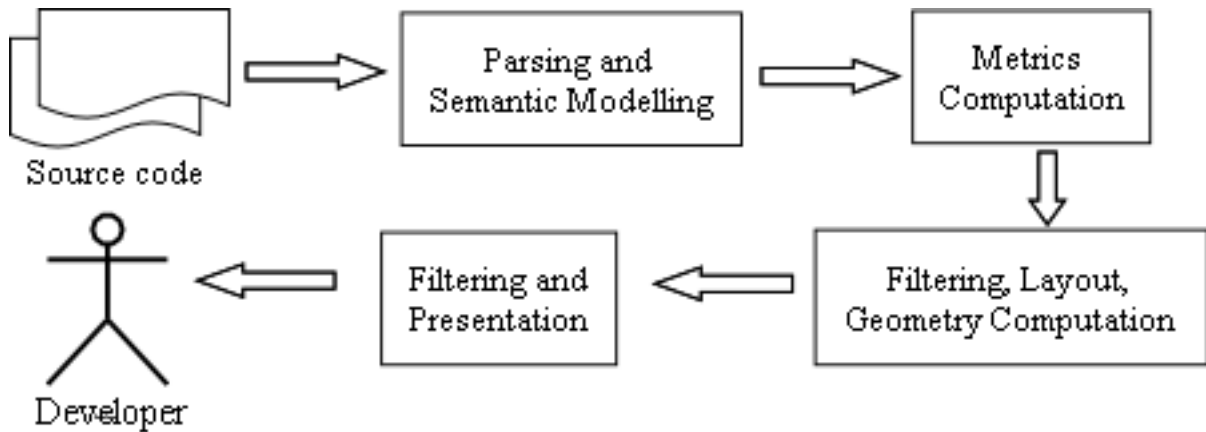 Source code
Parsing and
Semantic Modelling
Metrics
Computation
Filtering, Layout,
Geometry Computation
Filtering and
Presentation
Developer